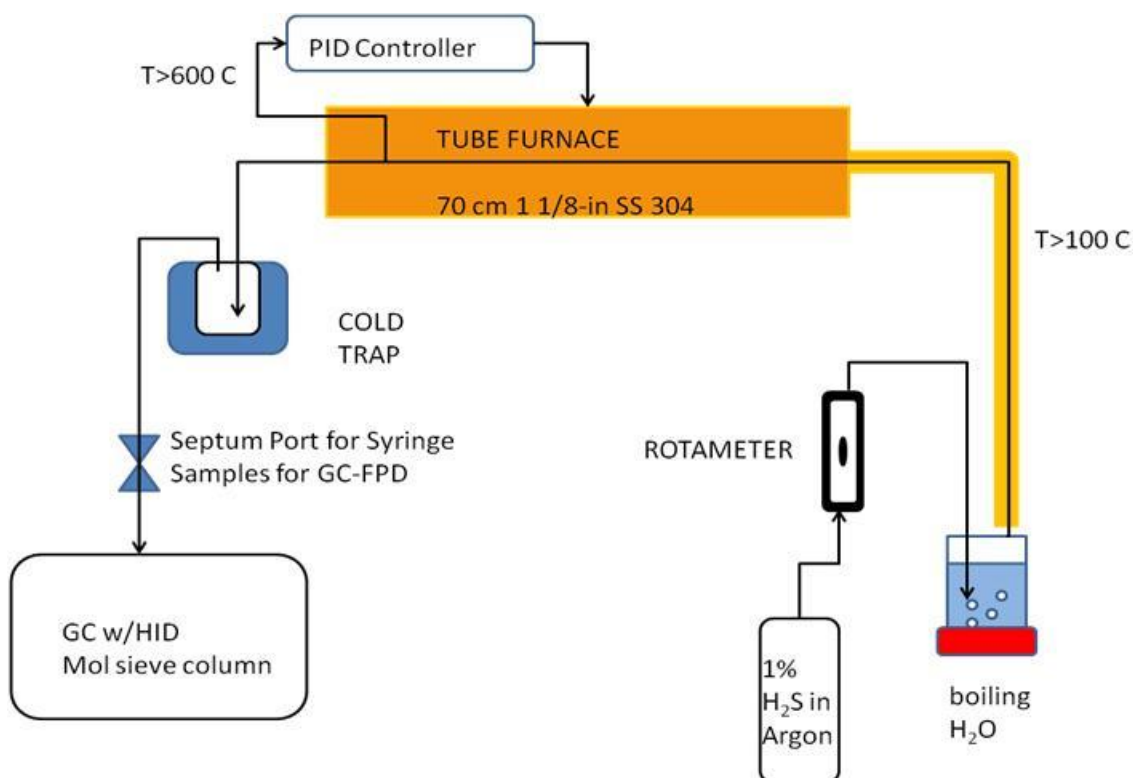 PID Controller
T>600 C
TUBE FURNACE
70 cm 1 1/8-in SS 304
T>100 C
COLD
TRAP
Septum Port for Syringe
Samples for GC-FPD
ROTAMETER
GC w/HID
Mol sieve column
1%
H₂S in
Argon
boiling
H₂O